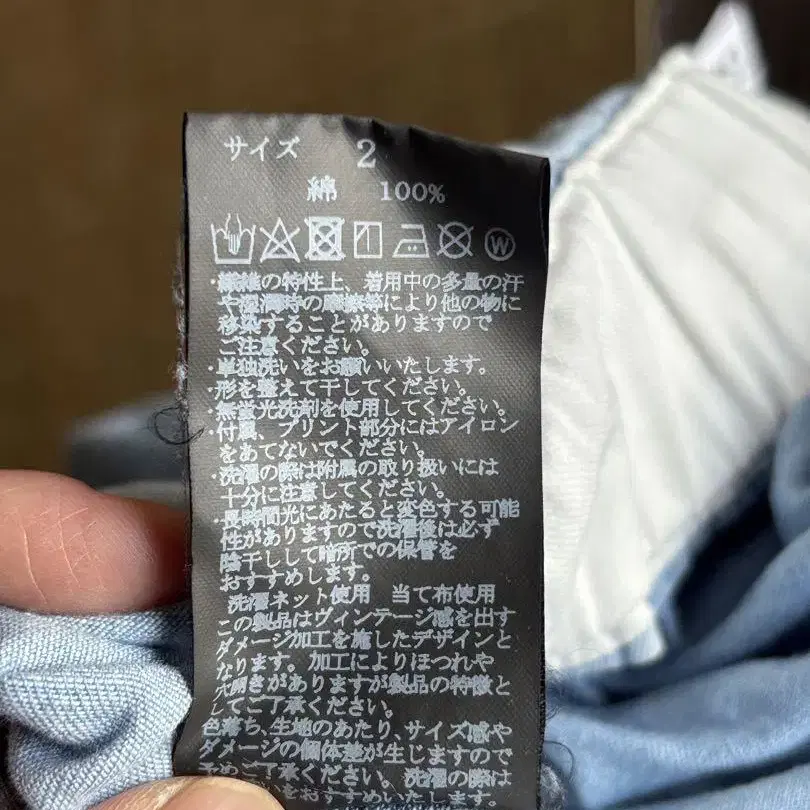 サイズ 2
綿 100%
W
・繊維の特性上、着用中の多量の汗
や湿潤時の摩擦等により他の物に
移染することがありますので
ご注意ください。
・単独洗いをお願いいたします。
・形を整えて干してください。
・無蛍光洗剤を使用してください。
・付属、プリント部分にはアイロン
をあてないでください。
・洗濯の際は附属の取り扱いには
十分に注意してください。
・長時間光にあたると変色する可能
性がありますので洗濯後は必ず
陰干しして暗所での保管を
おすすめします。
洗濯ネット使用 当て布使用
この製品はヴィンテージ感を出す
ダメージ加工を施したデザインと
なります。加工によりほつれや
穴開きがありますが製品の特徴と
してご了承ください。
色落ち、生地のあたり、サイズ感や
ダメージの個体差が生じますので
予めご了承ください。洗濯の際は